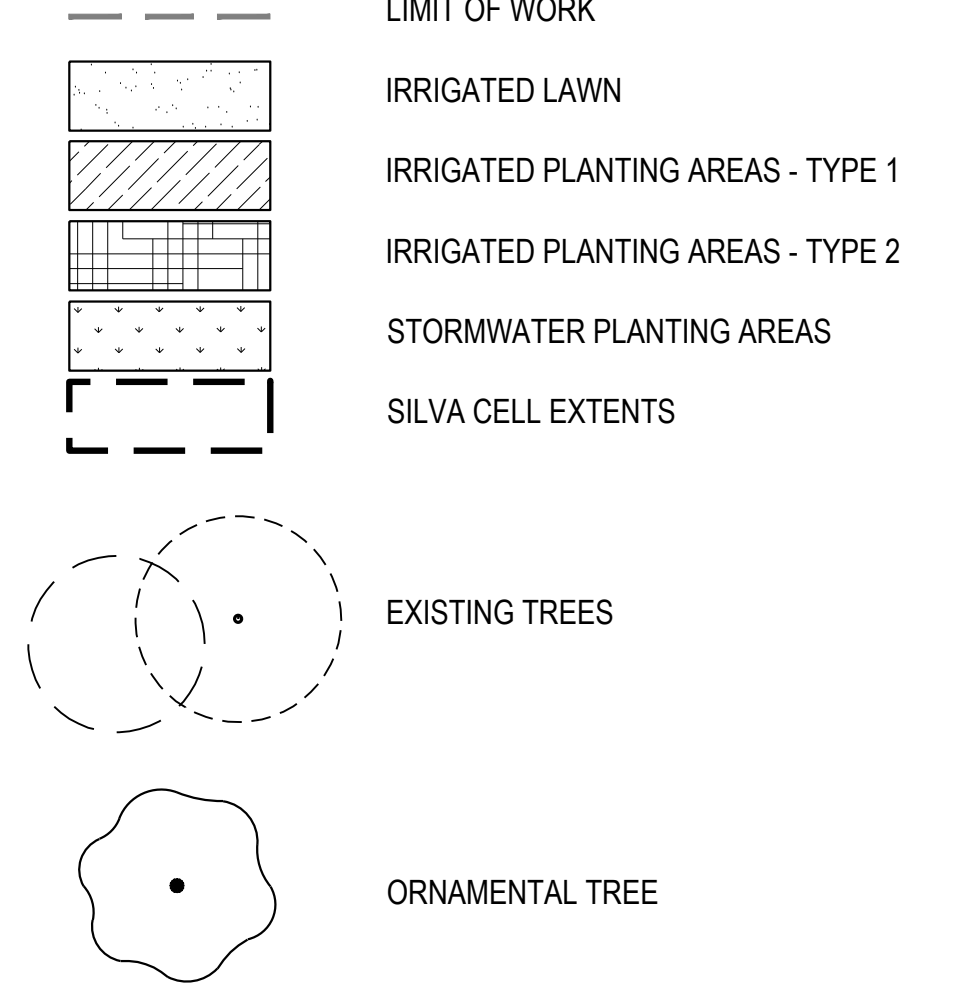 LIMIT OF WORK
IRRIGATED LAWN
IRRIGATED PLANTING AREAS - TYPE 1
IRRIGATED PLANTING AREAS - TYPE 2
STORMWATER PLANTING AREAS
SILVA CELL EXTENTS
EXISTING TREES
ORNAMENTAL TREE